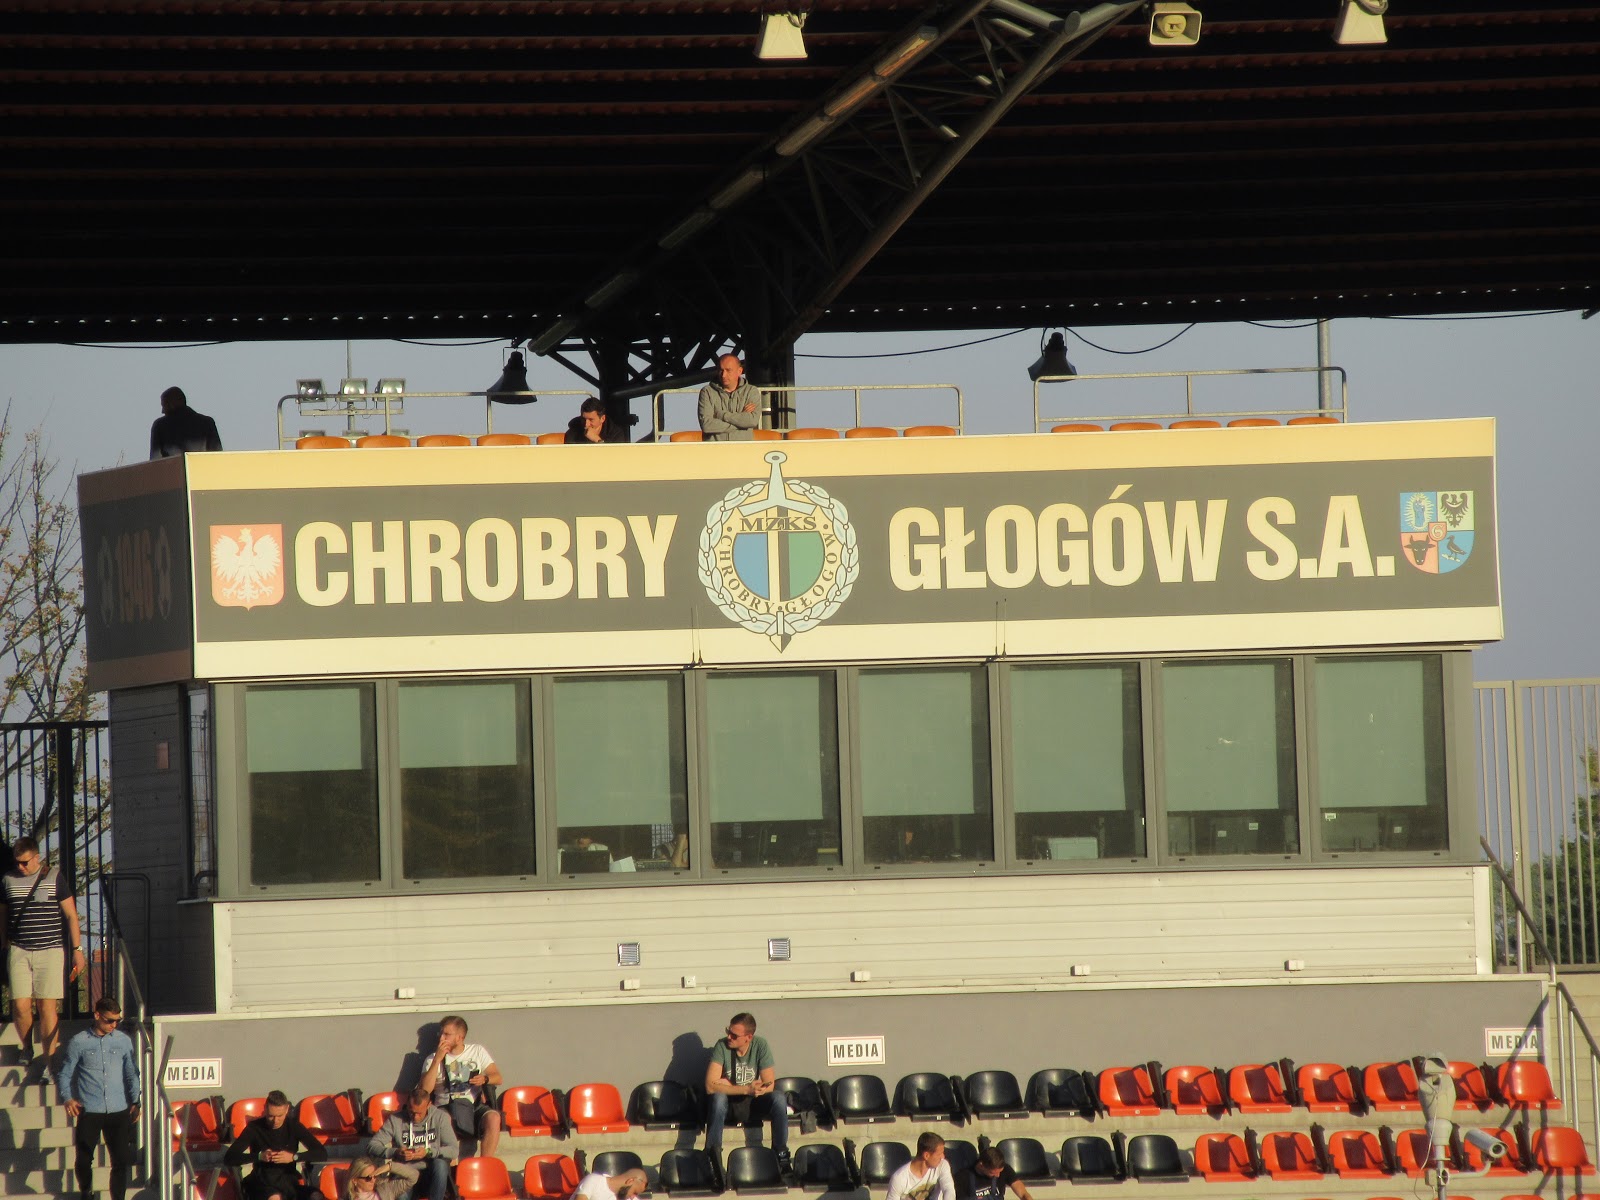 1946
CHROBRY GŁOGÓW S.A.
MZKS
CHROBRY·GŁOGÓW
MEDIA
MEDIA
MEDIA